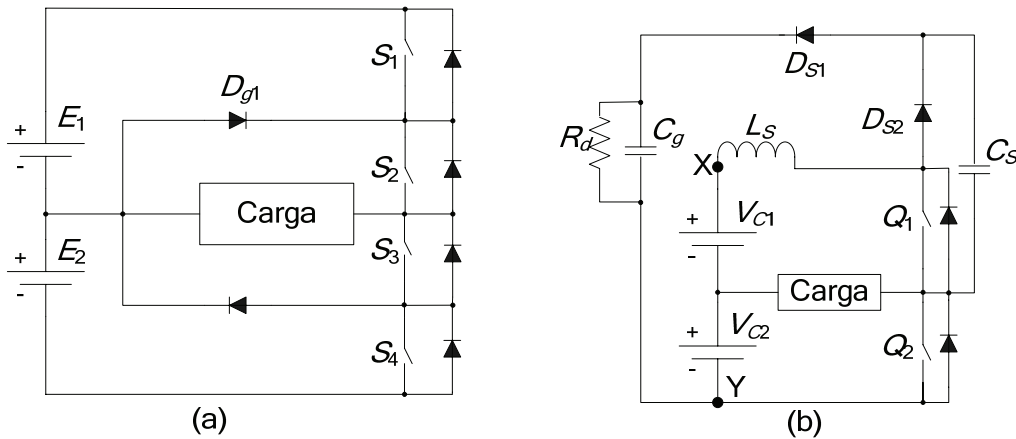 S1
Dg1
E1
+
-
S2
Carga
E2
+
-
S3
S4
(a)
DS1
Rd
Cg
LS
DS2
CS
X
VC1
+
-
Q1
Carga
VC2
+
-
Q2
Y
(b)